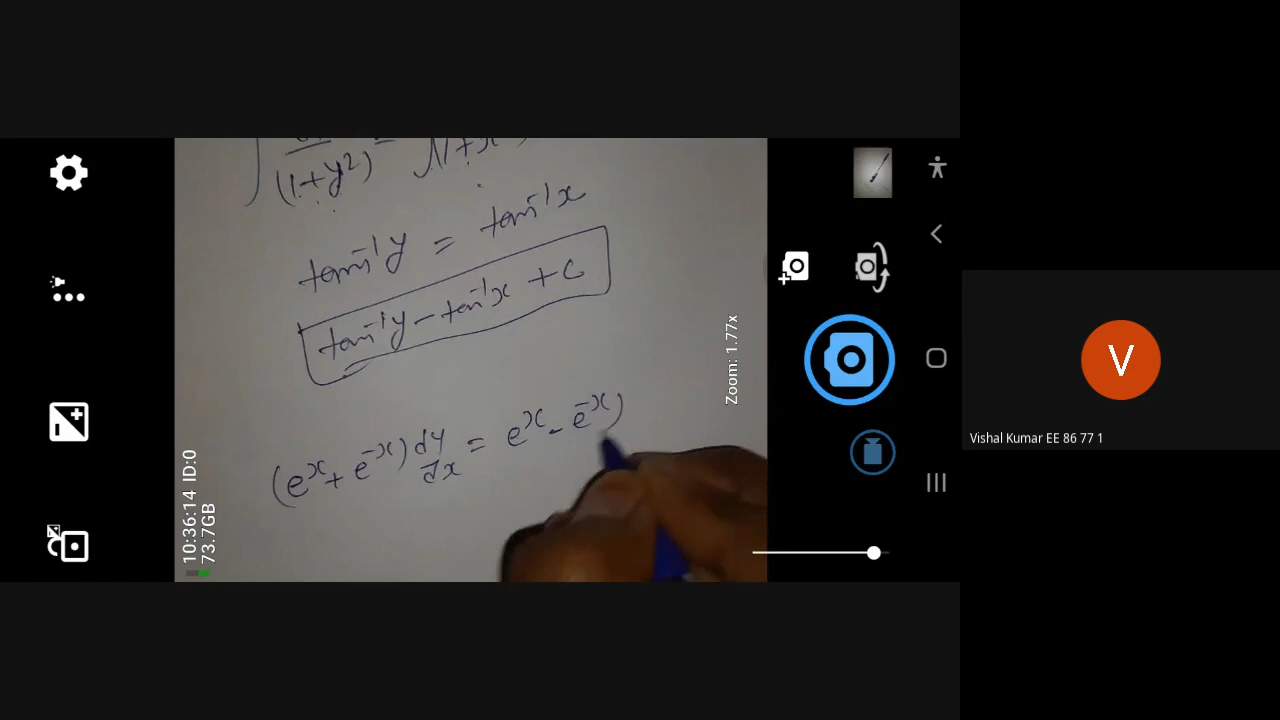 (1+y²) =
tan⁻¹y = tan⁻¹x
tan⁻¹y - tan⁻¹x + c
(eˣ + e⁻ˣ) dy/dx = eˣ - e⁻ˣ)
Zoom: 1.77x
10:36:14 ID:0
73.7GB
V
Vishal Kumar EE 86 77 1